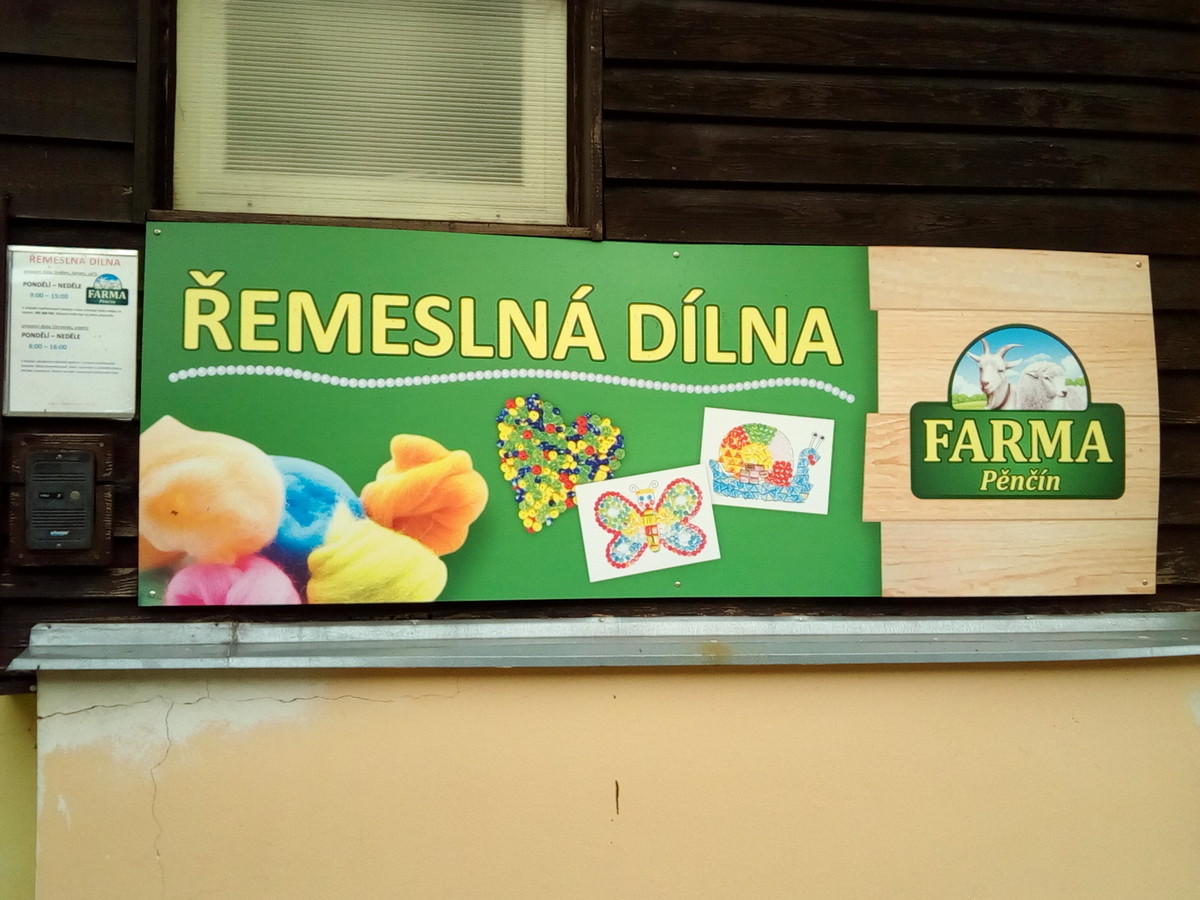 ŘEMESLNÁ DÍLNA
FARMA
Pěnčín
ŘEMESLNÁ DÍLNA
PONDĚLÍ – NEDĚLE
9:00 – 15:00
FARMA
Pěnčín
PONDĚLÍ – NEDĚLE
8:00 – 16:00